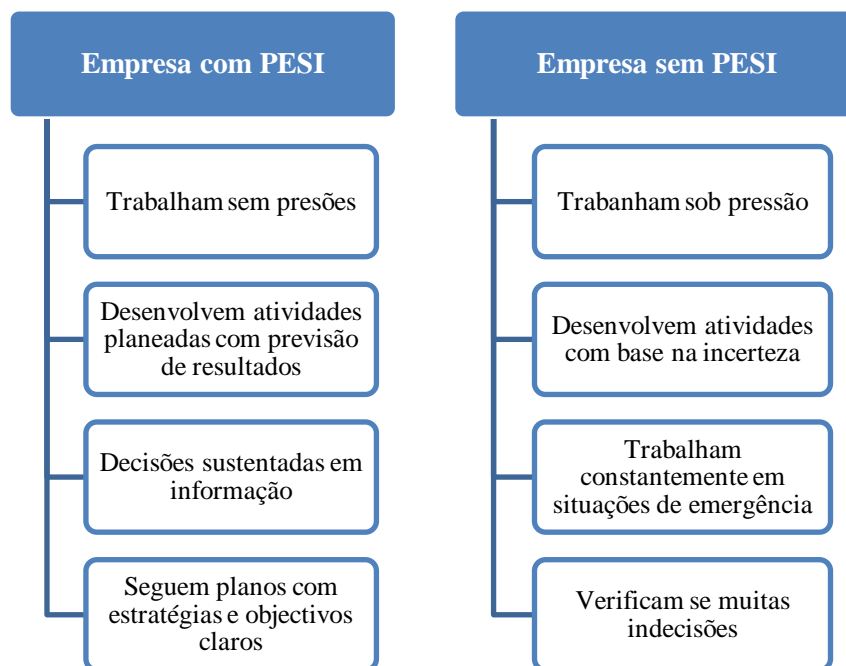 Empresa com PESI
Trabalham sem presões
Desenvolvem atividades
planeadas com previsão
de resultados
Decisões sustentadas em
informação
Seguem planos com
estratégias e objectivos
claros
Empresa sem PESI
Trabanham sob pressão
Desenvolvem atividades
com base na incerteza
Trabalham
constantemente em
situações de emergência
Verificam se muitas
indecisões